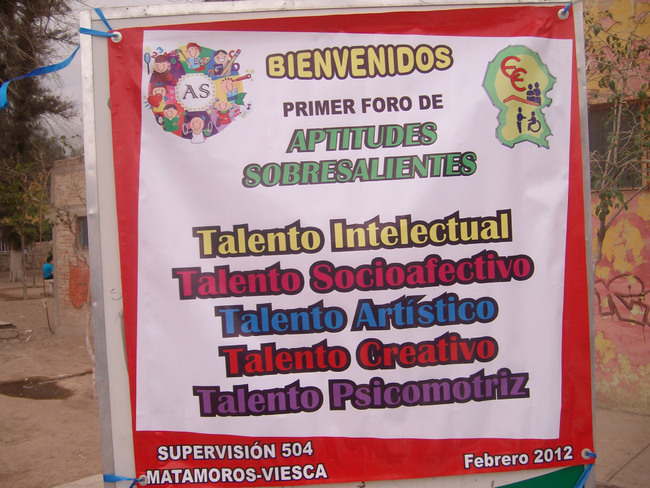 AS
BIENVENIDOS
PRIMER FORO DE
APTITUDES
SOBRESALIENTES
Talento Intelectual
Talento Socioafectivo
Talento Artístico
Talento Creativo
Talento Psicomotriz
SUPERVISIÓN 504
MATAMOROS-VIESCA
Febrero 2012